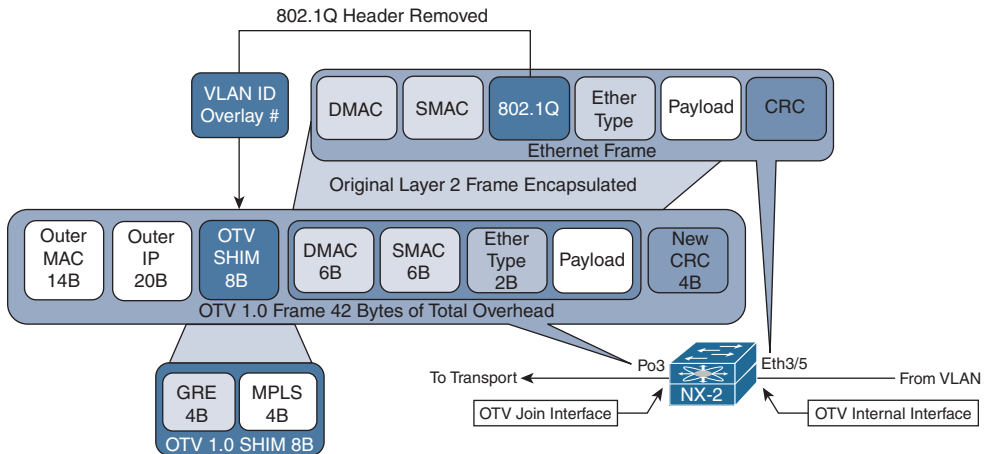 802.1Q Header Removed
VLAN ID
Overlay #
DMAC
SMAC
802.1Q
Ether
Type
Payload
CRC
Ethernet Frame
Original Layer 2 Frame Encapsulated
Outer
MAC
14B
Outer
IP
20B
OTV
SHIM
8B
DMAC
6B
SMAC
6B
Ether
Type
2B
Payload
New
CRC
4B
OTV 1.0 Frame 42 Bytes of Total Overhead
GRE
4B
MPLS
4B
OTV 1.0 SHIM 8B
To Transport
Po3
Eth3/5
NX-2
From VLAN
OTV Join Interface
OTV Internal Interface